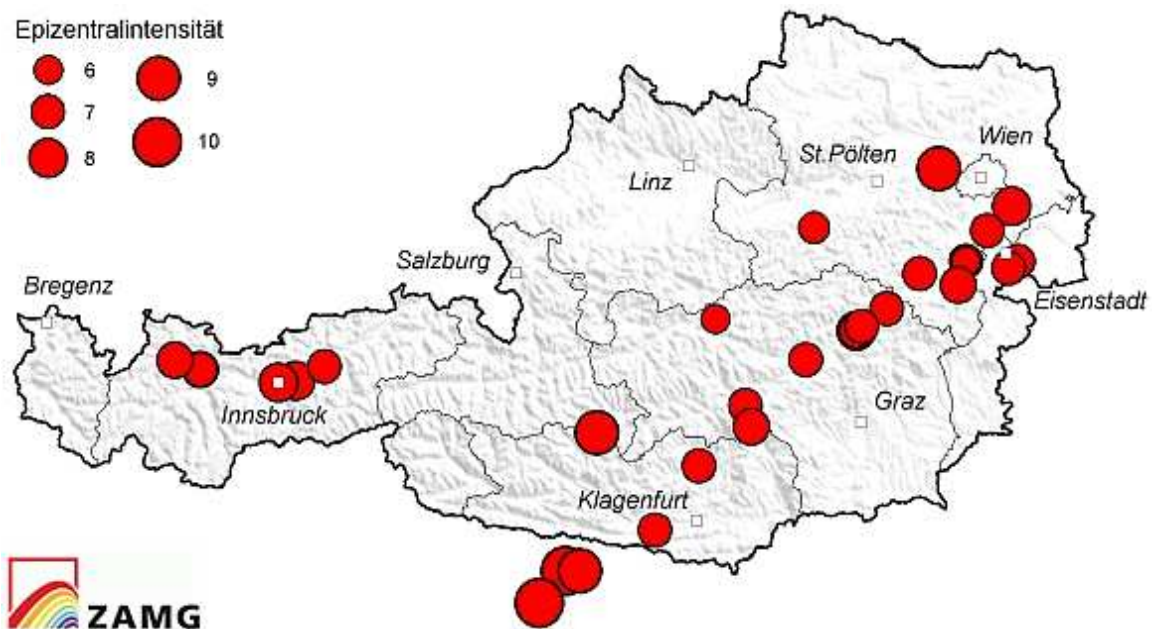 Epizentralintensität
6
7
8
9
10
Wien
St.Pölten
Linz
Salzburg
Bregenz
Eisenstadt
Innsbruck
Graz
Klagenfurt
ZAMG